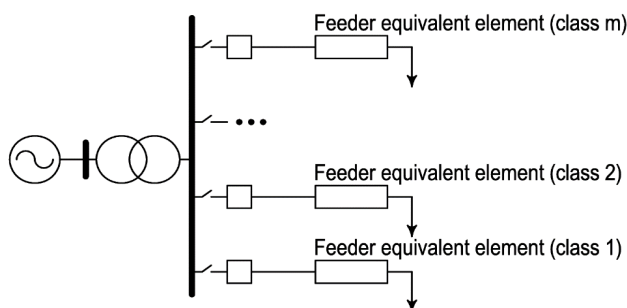 Feeder equivalent element (class m)
Feeder equivalent element (class 2)
Feeder equivalent element (class 1)